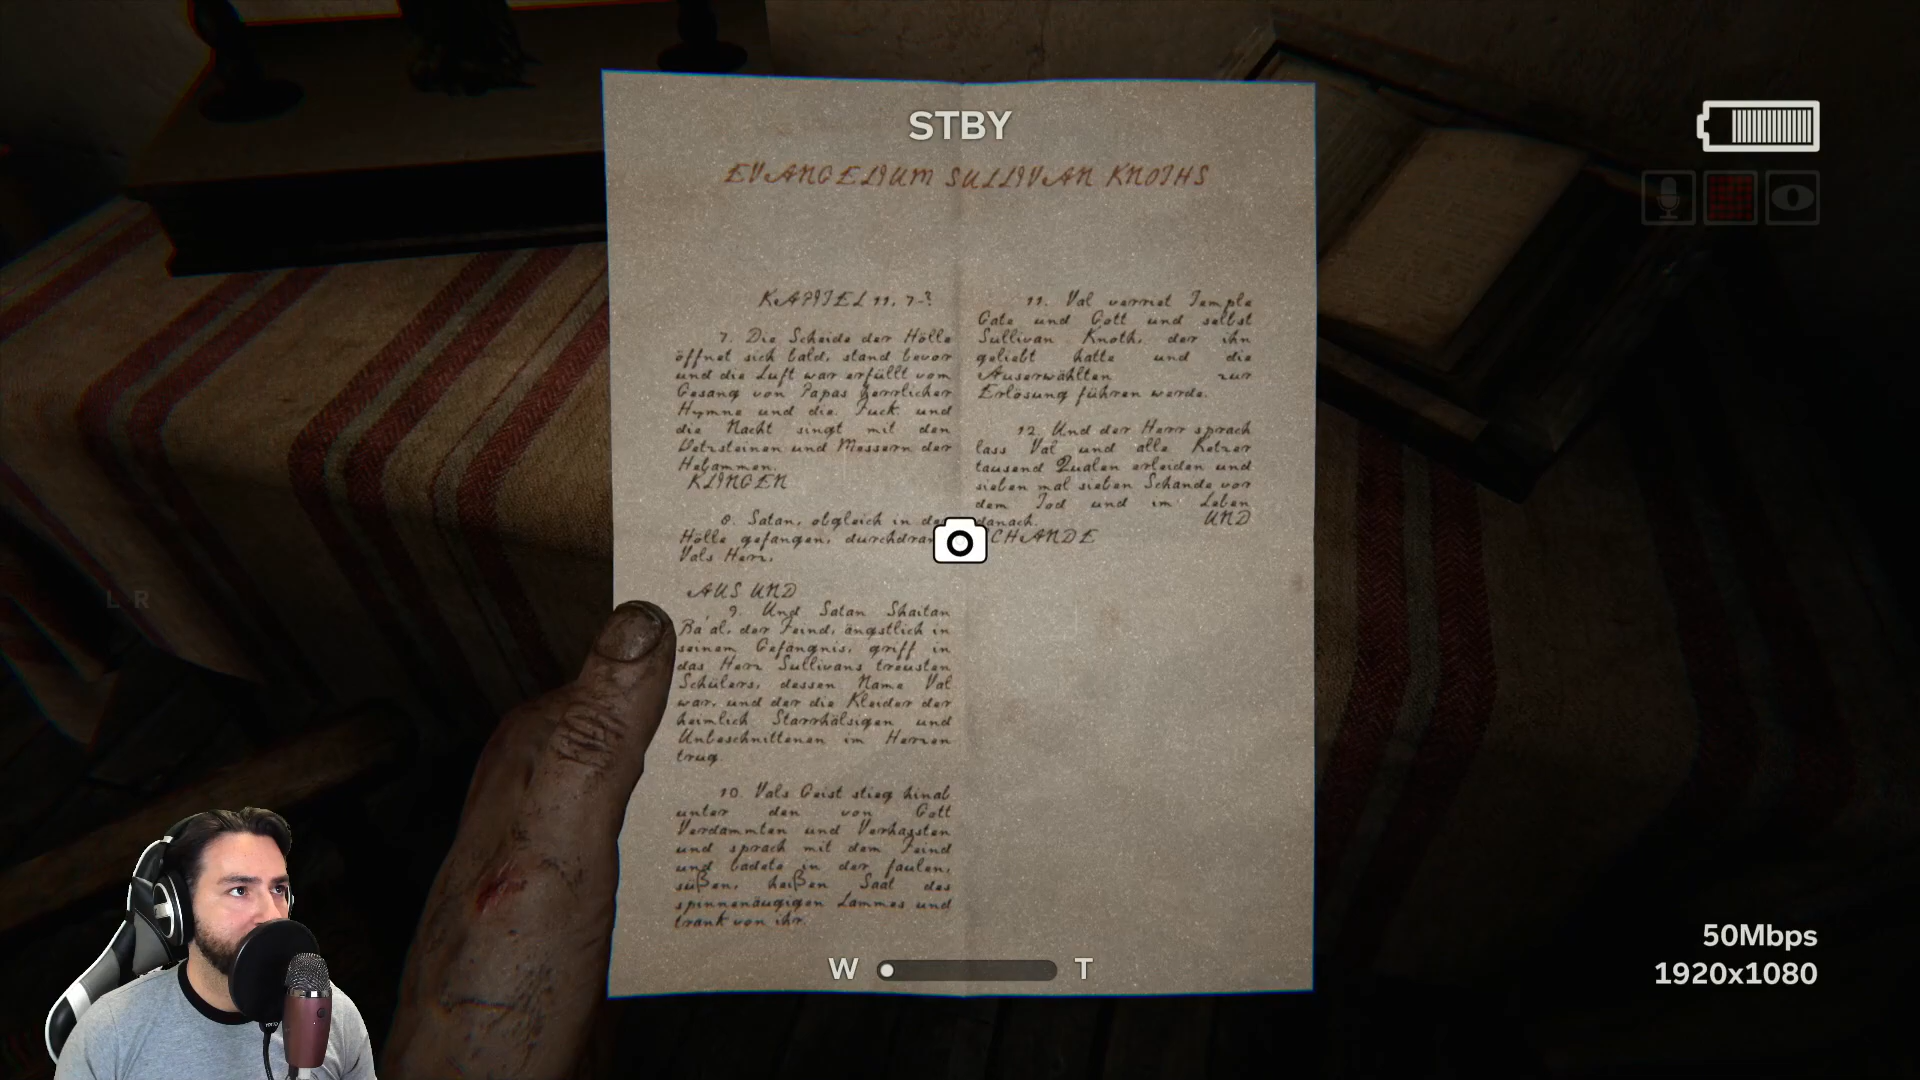 STBY
EVANGELIUM SULLIVAN KNOTHS
KAPITEL 11, 7-?
7. Die Scheide der Hölle
öffnet sich bald, stand bevor
und die Luft war erfüllt vom
Gesang von Papas herrlicher
Hymne und die. Fuck. und
die Nacht singt mit den
Wetzsteinen und Messern der
Hebammen.
KLINGEN
8. Satan, obgleich in der
Hölle gefangen, durchdrang
Vals Herz.
AUS UND
9. Und Satan Shaitan
Ba'al, der Feind, ängstlich in
seinem Gefängnis, griff in
das Herz Sullivans treusten
Schülers, dessen Name Val
war, und der die Kleider der
heimlich Starrhalsigen und
Unbeschnittenen im Herzen
trug.
10. Vals Geist stieg hinab
unter den von Gott
Verdammten und Verhassten
und sprach mit dem Feind
und badete in der faulen,
süßen, heißen Saal des
spinnenäugigen Lammes und
trank von ihr.
11. Val verriet Temple
Gate und Gott und selbst
Sullivan Knoth, der ihn
geliebt hatte und die
Auserwählten zur
Erlösung führen werde.
12. Und der Herr sprach
lass Val und alle Ketzer
tausend Qualen erleiden und
sieben mal sieben Schande vor
dem Tod und im Leben
danach. UND
CHANDE
L R
W T
50Mbps
1920x1080